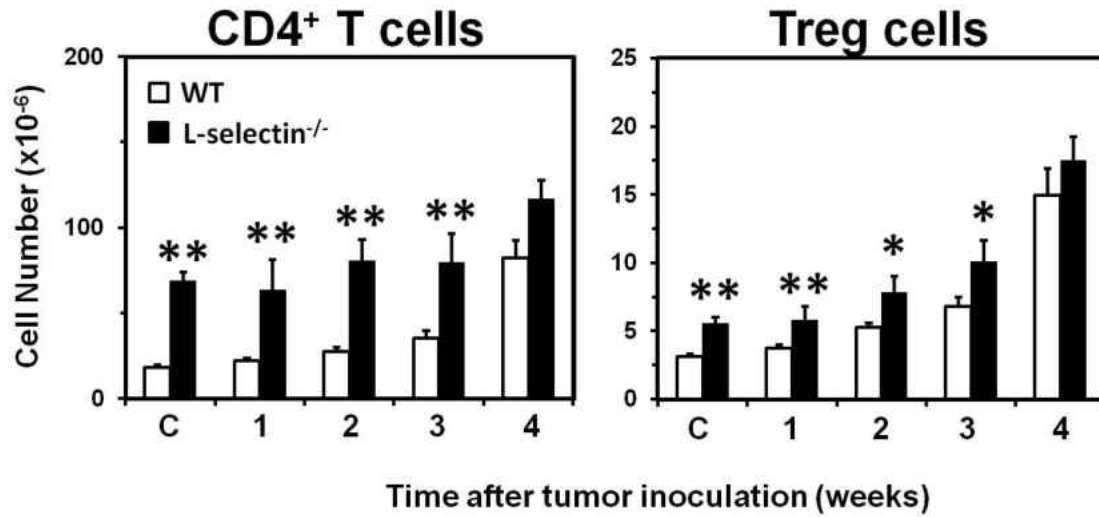 CD4⁺ T cells
Treg cells
Cell Number (x10⁻⁶)
200
100
0
WT
L-selectin⁻/⁻
** ** ** **
C 1 2 3 4
25
20
15
10
5
0
** ** * *
C 1 2 3 4
Time after tumor inoculation (weeks)